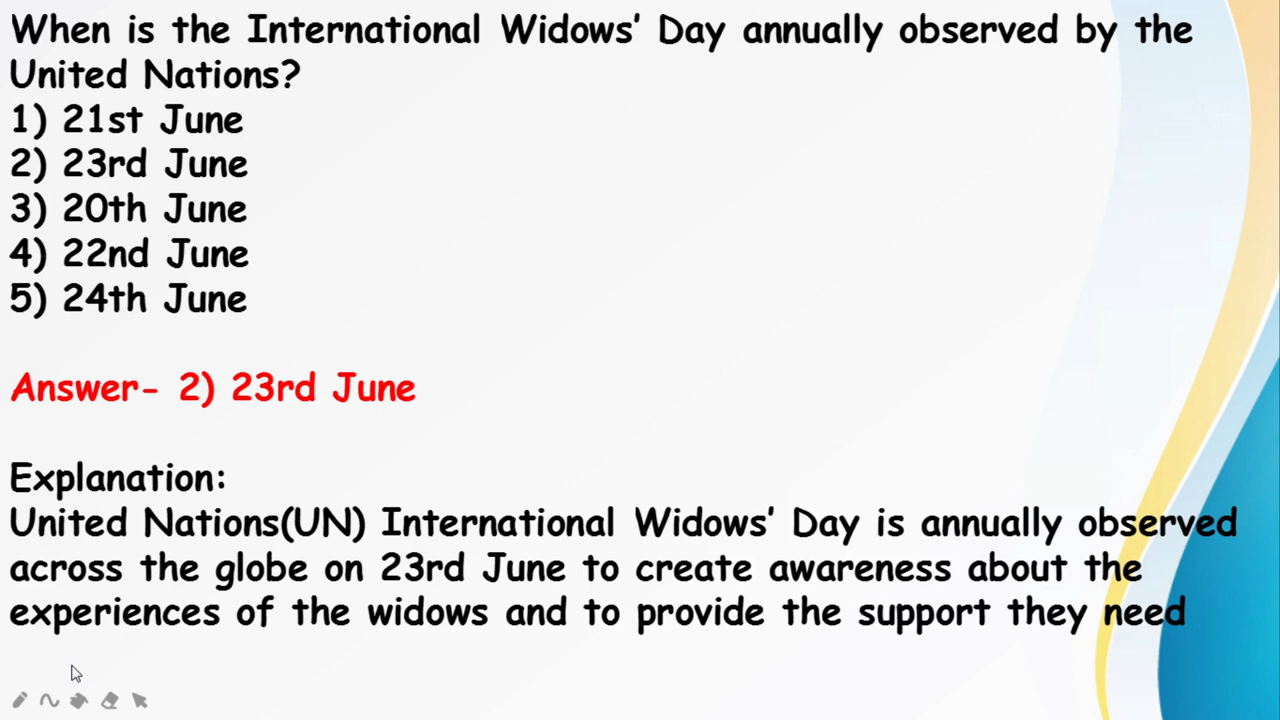 When is the International Widows’ Day annually observed by the
United Nations?
1) 21st June
2) 23rd June
3) 20th June
4) 22nd June
5) 24th June
Answer- 2) 23rd June
Explanation:
United Nations(UN) International Widows’ Day is annually observed
across the globe on 23rd June to create awareness about the
experiences of the widows and to provide the support they need